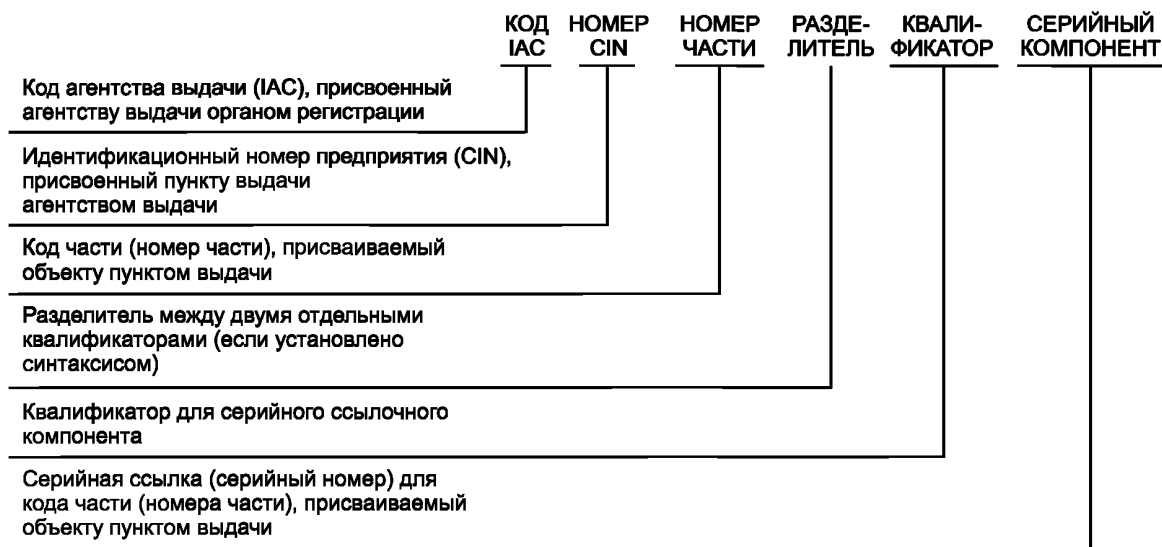 КОД НОМЕР НОМЕР РАЗДЕ- КВАЛИ- СЕРИЙНЫЙ
IAC CIN ЧАСТИ ЛИТЕЛЬ ФИКАТОР КОМПОНЕНТ
Код агентства выдачи (IAC), присвоенный
агентству выдачи органом регистрации
Идентификационный номер предприятия (CIN),
присвоенный пункту выдачи
агентством выдачи
Код части (номер части), присваиваемый
объекту пунктом выдачи
Разделитель между двумя отдельными
квалификаторами (если установлено
синтаксисом)
Квалификатор для серийного ссылочного
компонента
Серийная ссылка (серийный номер) для
кода части (номера части), присваиваемый
объекту пунктом выдачи